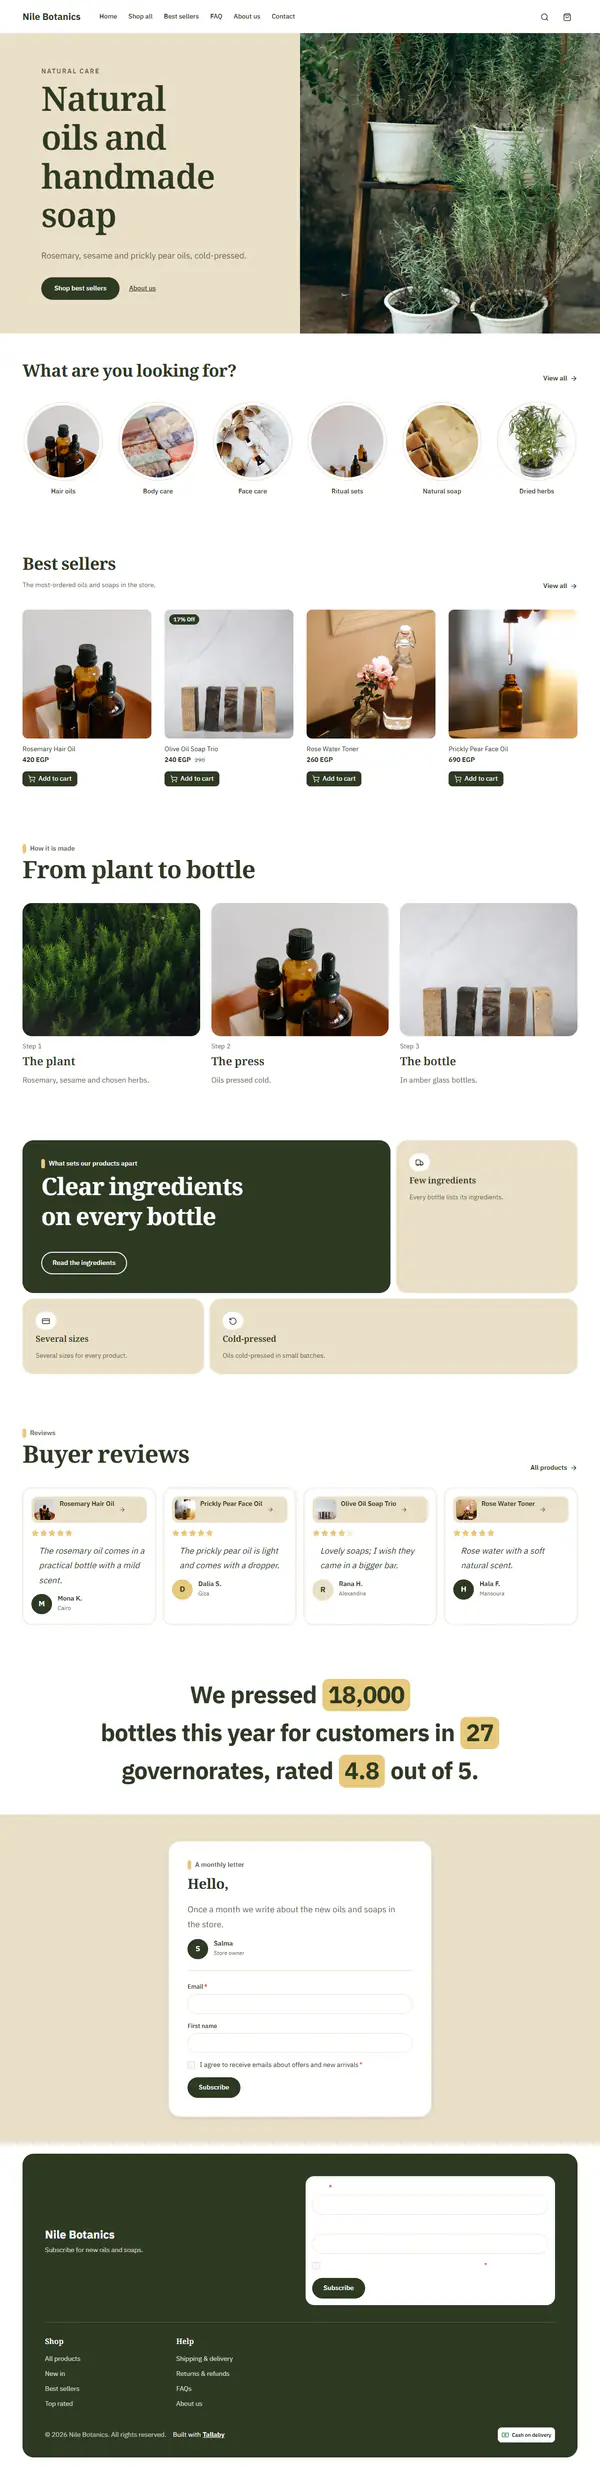 Nile Botanics
Home Shop all Best sellers FAQ About us Contact
NATURAL CARE
Natural
oils and
handmade
soap
Rosemary, sesame and prickly pear oils, cold-pressed.
Shop best sellers About us
What are you looking for?
View all →
Hair oils Body care Face care Ritual sets Natural soap Dried herbs
Best sellers
The most-ordered oils and soaps in the store.
View all →
17% Off
Rosemary Hair Oil Olive Oil Soap Trio Rose Water Toner Prickly Pear Face Oil
420 EGP 240 EGP 290 260 EGP 690 EGP
Add to cart Add to cart Add to cart Add to cart
How it is made
From plant to bottle
Step 1 Step 2 Step 3
The plant The press The bottle
Rosemary, sesame and chosen herbs. Oils pressed cold. In amber glass bottles.
What sets our products apart
Clear ingredients
on every bottle
Read the ingredients
Few ingredients
Every bottle lists its ingredients.
Several sizes
Several sizes for every product.
Cold-pressed
Oils cold-pressed in small batches.
Reviews
Buyer reviews
All products →
Rosemary Hair Oil →
The rosemary oil comes in a
practical bottle with a mild
scent.
M Mona K.
Cairo
Prickly Pear Face Oil →
The prickly pear oil is light
and comes with a dropper.
D Dalia S.
Giza
Olive Oil Soap Trio →
Lovely soaps; I wish they
came in a bigger bar.
R Rana H.
Alexandria
Rose Water Toner →
Rose water with a soft
natural scent.
H Hala F.
Mansoura
We pressed 18,000
bottles this year for customers in 27
governorates, rated 4.8 out of 5.
A monthly letter
Hello,
Once a month we write about the new oils and soaps in
the store.
S Salma
Store owner
Email *
First name
I agree to receive emails about offers and new arrivals *
Subscribe
Nile Botanics
Subscribe for new oils and soaps.
*
*
Subscribe
Shop Help
All products Shipping & delivery
New in Returns & refunds
Best sellers FAQs
Top rated About us
© 2026 Nile Botanics. All rights reserved. Built with Tallaby
Cash on delivery